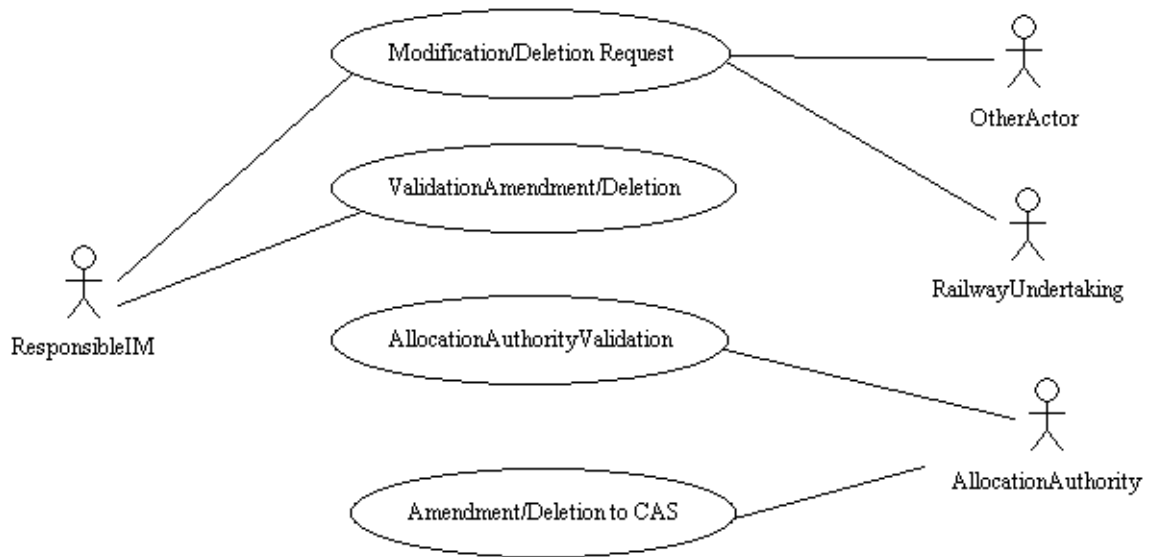 Modification/Deletion Request
OtherActor
ValidationAmendment/Deletion
RailwayUndertaking
ResponsibleIM
AllocationAuthorityValidation
AllocationAuthority
Amendment/Deletion to CAS